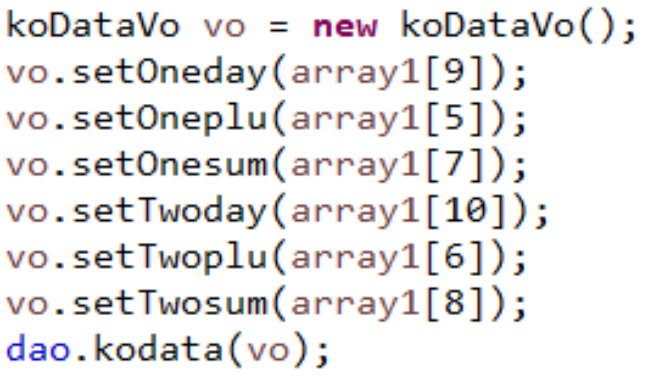 koDataVo vo = new koDataVo();
vo.setOneday(array1[9]);
vo.setOneplu(array1[5]);
vo.setOnesum(array1[7]);
vo.setTwoday(array1[10]);
vo.setTwoplu(array1[6]);
vo.setTwosum(array1[8]);
dao.kodata(vo);